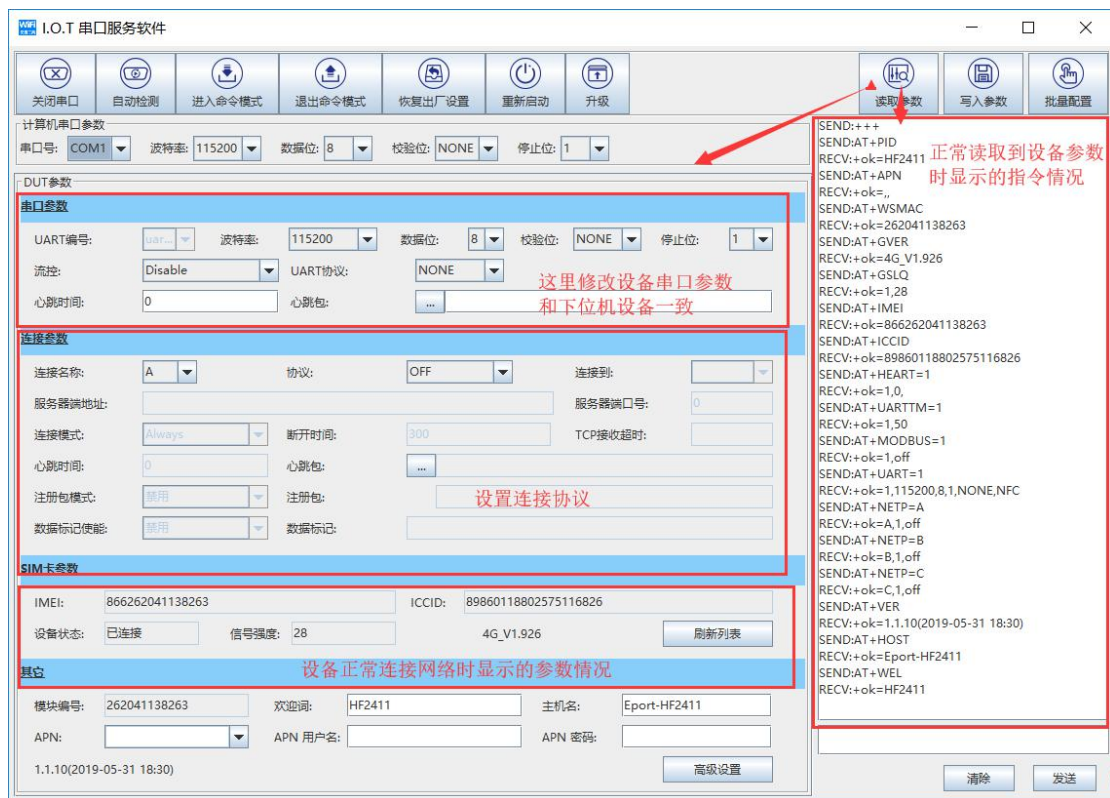 I.O.T 串口服务软件
关闭串口 自动检测 进入命令模式 退出命令模式 恢复出厂设置 重新启动 升级 读取参数 写入参数 批量配置
计算机串口参数
串口号: COM1 波特率: 115200 数据位: 8 校验位: NONE 停止位: 1
DUT参数
串口参数
UART编号: uar... 波特率: 115200 数据位: 8 校验位: NONE 停止位: 1
流控: Disable UART协议: NONE
这里修改设备串口参数
心跳时间: 0 心跳包: ...
和下位机设备一致
连接参数
连接名称: A 协议: OFF 连接到:
服务器端地址: 服务器端口号: 0
连接模式: Always 断开时间: 300 TCP接收超时:
心跳时间: 0 心跳包: ...
注册包模式: 禁用 注册包:
设置连接协议
数据标记使能: 禁用 数据标记:
SIM卡参数
IMEI: 866262041138263 ICCID: 89860118802575116826
设备状态: 已连接 信号强度: 28 4G_V1.926 刷新列表
设备正常连接网络时显示的参数情况
其它
模块编号: 262041138263 欢迎词: HF2411 主机名: Eport-HF2411
APN: APN 用户名: APN 密码:
1.1.10(2019-05-31 18:30) 高级设置
SEND:+++
SEND:AT+PID
RECV:+ok=HF2411
正常读取到设备参数
时显示的指令情况
SEND:AT+APN
RECV:+ok=,,
SEND:AT+WSMAC
RECV:+ok=262041138263
SEND:AT+GVER
RECV:+ok=4G_V1.926
SEND:AT+GSLQ
RECV:+ok=1,28
SEND:AT+IMEI
RECV:+ok=866262041138263
SEND:AT+ICCID
RECV:+ok=89860118802575116826
SEND:AT+HEART=1
RECV:+ok=1,0,
SEND:AT+UARTTM=1
RECV:+ok=1,50
SEND:AT+MODBUS=1
RECV:+ok=1,off
SEND:AT+UART=1
RECV:+ok=1,115200,8,1,NONE,NFC
SEND:AT+NETP=A
RECV:+ok=A,1,off
SEND:AT+NETP=B
RECV:+ok=B,1,off
SEND:AT+NETP=C
RECV:+ok=C,1,off
SEND:AT+VER
RECV:+ok=1.1.10(2019-05-31 18:30)
SEND:AT+HOST
RECV:+ok=Eport-HF2411
SEND:AT+WEL
RECV:+ok=HF2411
清除 发送